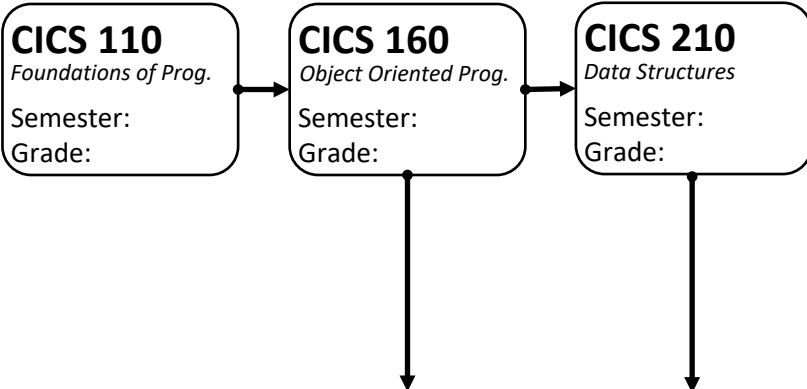 CICS 110
Foundations of Prog.
Semester:
Grade:
CICS 160
Object Oriented Prog.
Semester:
Grade:
CICS 210
Data Structures
Semester:
Grade: